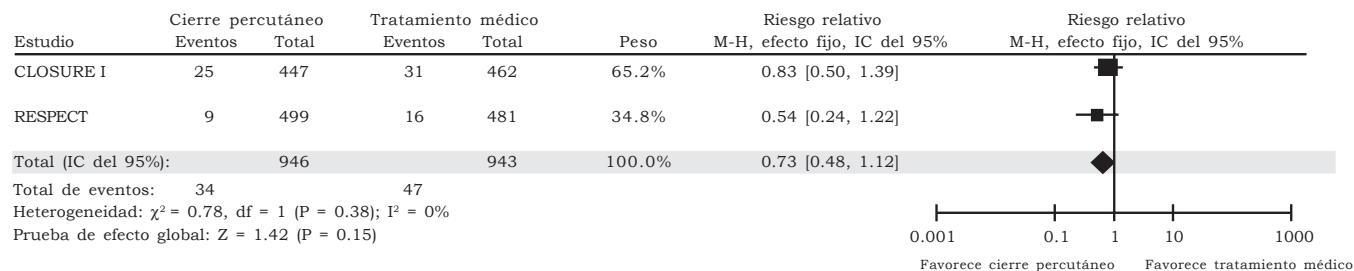 Cierre percutáneo Tratamiento médico Riesgo relativo Riesgo relativo
Estudio Eventos Total Eventos Total Peso M-H, efecto fijo, IC del 95% M-H, efecto fijo, IC del 95%
CLOSURE I 25 447 31 462 65.2% 0.83 [0.50, 1.39]
RESPECT 9 499 16 481 34.8% 0.54 [0.24, 1.22]
Total (IC del 95%): 946 943 100.0% 0.73 [0.48, 1.12]
Total de eventos: 34 47
Heterogeneidad: χ² = 0.78, df = 1 (P = 0.38); I² = 0%
Prueba de efecto global: Z = 1.42 (P = 0.15)
0.001 0.1 1 10 1000
Favorece cierre percutáneo Favorece tratamiento médico